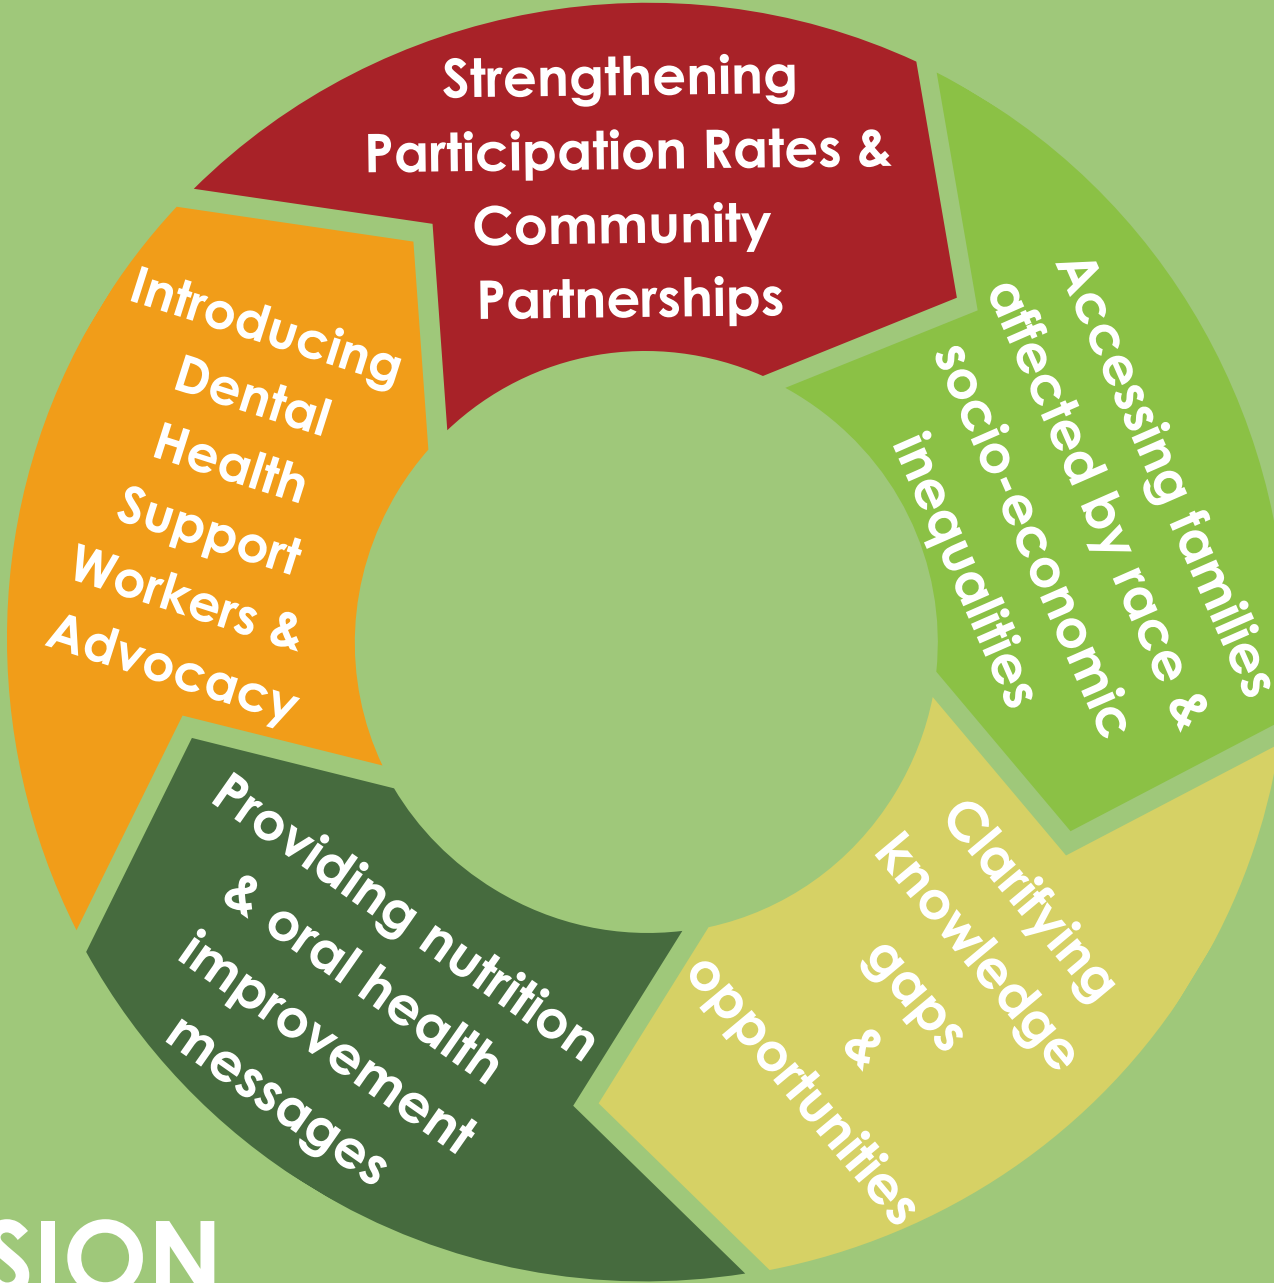 Strengthening
Participation Rates &
Community
Partnerships
Accessing families
affected by race &
socio-economic
inequalities
Clarifying
knowledge
gaps
&
opportunities
Providing nutrition
& oral health
improvement
messages
Introducing
Dental
Health
Support
Workers &
Advocacy
SION